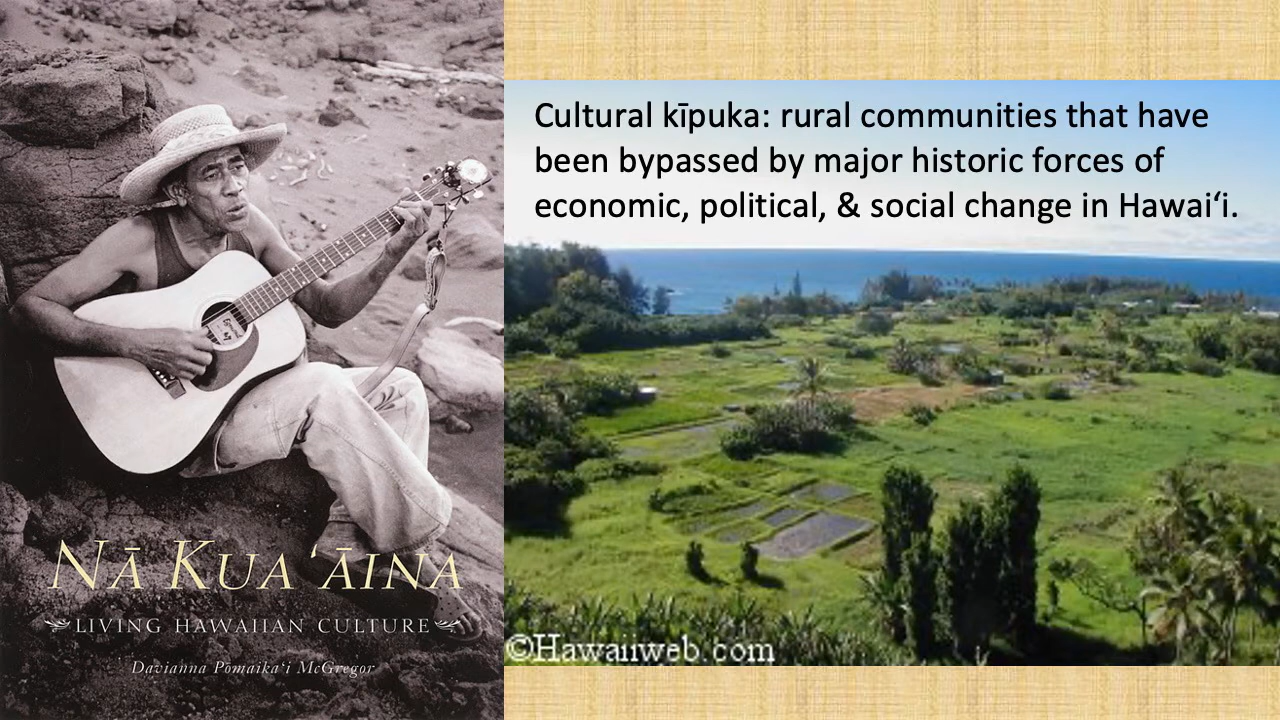 NĀ KUA ʻĀINA
LIVING HAWAIIAN CULTURE
Davianna Pōmaikaʻi McGregor
Cultural kīpuka: rural communities that have
been bypassed by major historic forces of
economic, political, & social change in Hawaiʻi.
©Hawaiiweb.com